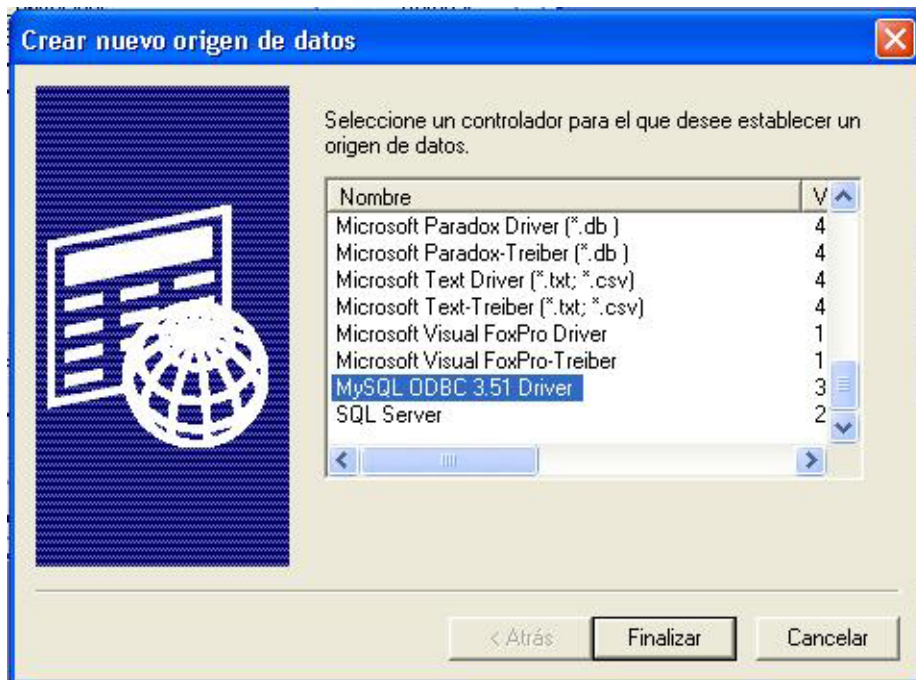 Crear nuevo origen de datos
Seleccione un controlador para el que desee establecer un
origen de datos.
Nombre V
Microsoft Paradox Driver (*.db ) 4
Microsoft Paradox-Treiber (*.db ) 4
Microsoft Text Driver (*.txt; *.csv) 4
Microsoft Text-Treiber (*.txt; *.csv) 4
Microsoft Visual FoxPro Driver 1
Microsoft Visual FoxPro-Treiber 1
MySQL ODBC 3.51 Driver 3
SQL Server 2
< Atrás Finalizar Cancelar